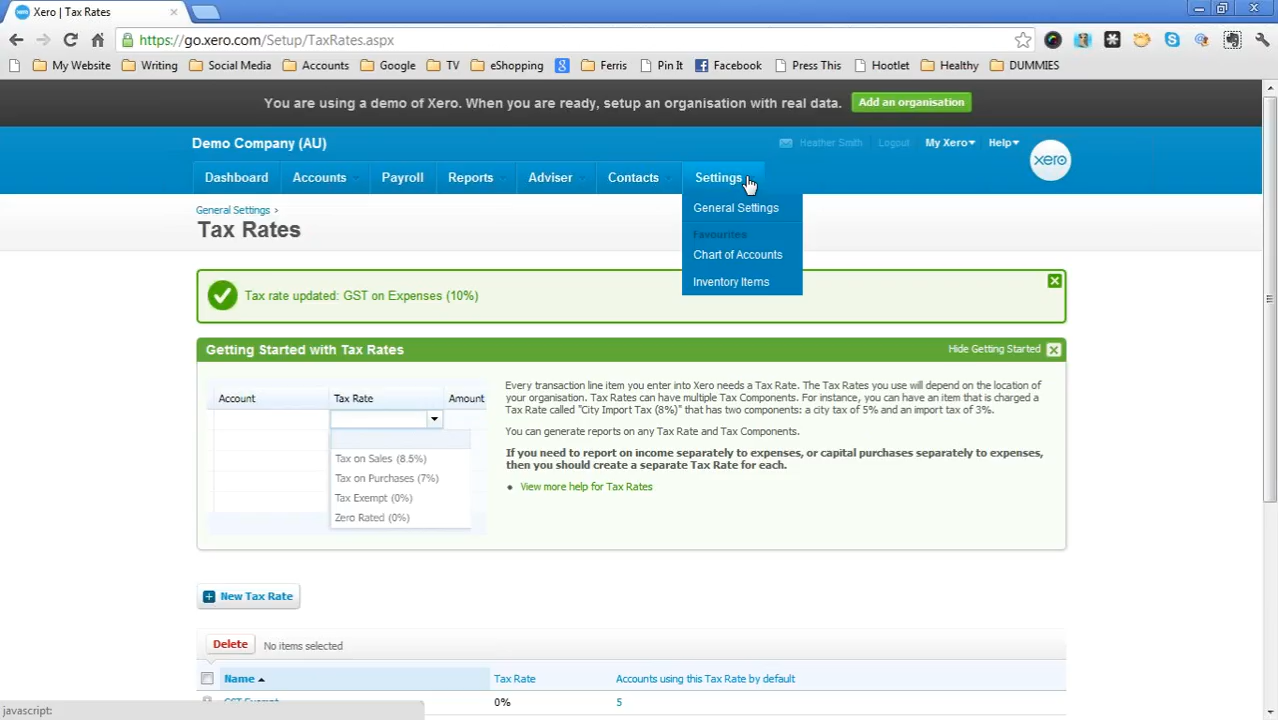 Xero | Tax Rates
https://go.xero.com/Setup/TaxRates.aspx
My Website Writing Social Media Accounts Google TV eShopping Ferris Pin It Facebook Press This Hootlet Healthy DUMMIES
You are using a demo of Xero. When you are ready, setup an organisation with real data. Add an organisation
Demo Company (AU) Heather Smith Logout My Xero Help
xero
Dashboard Accounts Payroll Reports Adviser Contacts Settings
General Settings
Favourites
Chart of Accounts
Inventory Items
General Settings >
Tax Rates
Tax rate updated: GST on Expenses (10%)
Getting Started with Tax Rates Hide Getting Started
Account Tax Rate Amount
Tax on Sales (8.5%)
Tax on Purchases (7%)
Tax Exempt (0%)
Zero Rated (0%)
Every transaction line item you enter into Xero needs a Tax Rate. The Tax Rates you use will depend on the location of
your organisation. Tax Rates can have multiple Tax Components. For instance, you can have an item that is charged a
Tax Rate called "City Import Tax (8%)" that has two components: a city tax of 5% and an import tax of 3%.
You can generate reports on any Tax Rate and Tax Components.
If you need to report on income separately to expenses, or capital purchases separately to expenses,
then you should create a separate Tax Rate for each.
View more help for Tax Rates
New Tax Rate
Delete No items selected
Name Tax Rate Accounts using this Tax Rate by default
GST Exempt 0% 5
javascript: